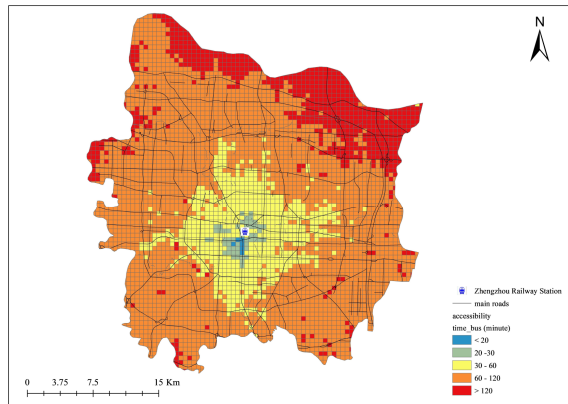 N
Zhengzhou Railway Station
main roads
accessibility
time_bus (minute)
< 20
20 -30
30 - 60
60 - 120
> 120
0 3.75 7.5 15 Km